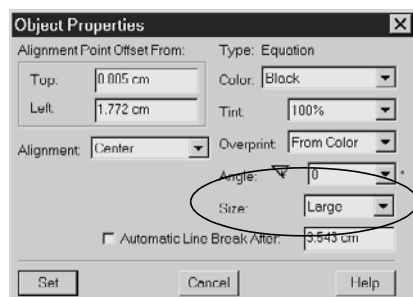 Object Properties
Alignment Point Offset From:
Top: 0.805 cm
Left: 1.772 cm
Alignment: Center
Type: Equation
Color: Black
Tint: 100%
Overprint: From Color
Angle: 0 °
Size: Large
Automatic Line Break After: 3.543 cm
Set Cancel Help